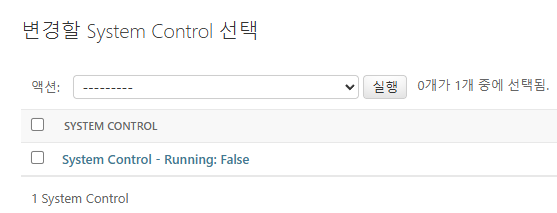 변경할 System Control 선택
액션: --------- 실행 0개가 1개 중에 선택됨.
SYSTEM CONTROL
System Control - Running: False
1 System Control